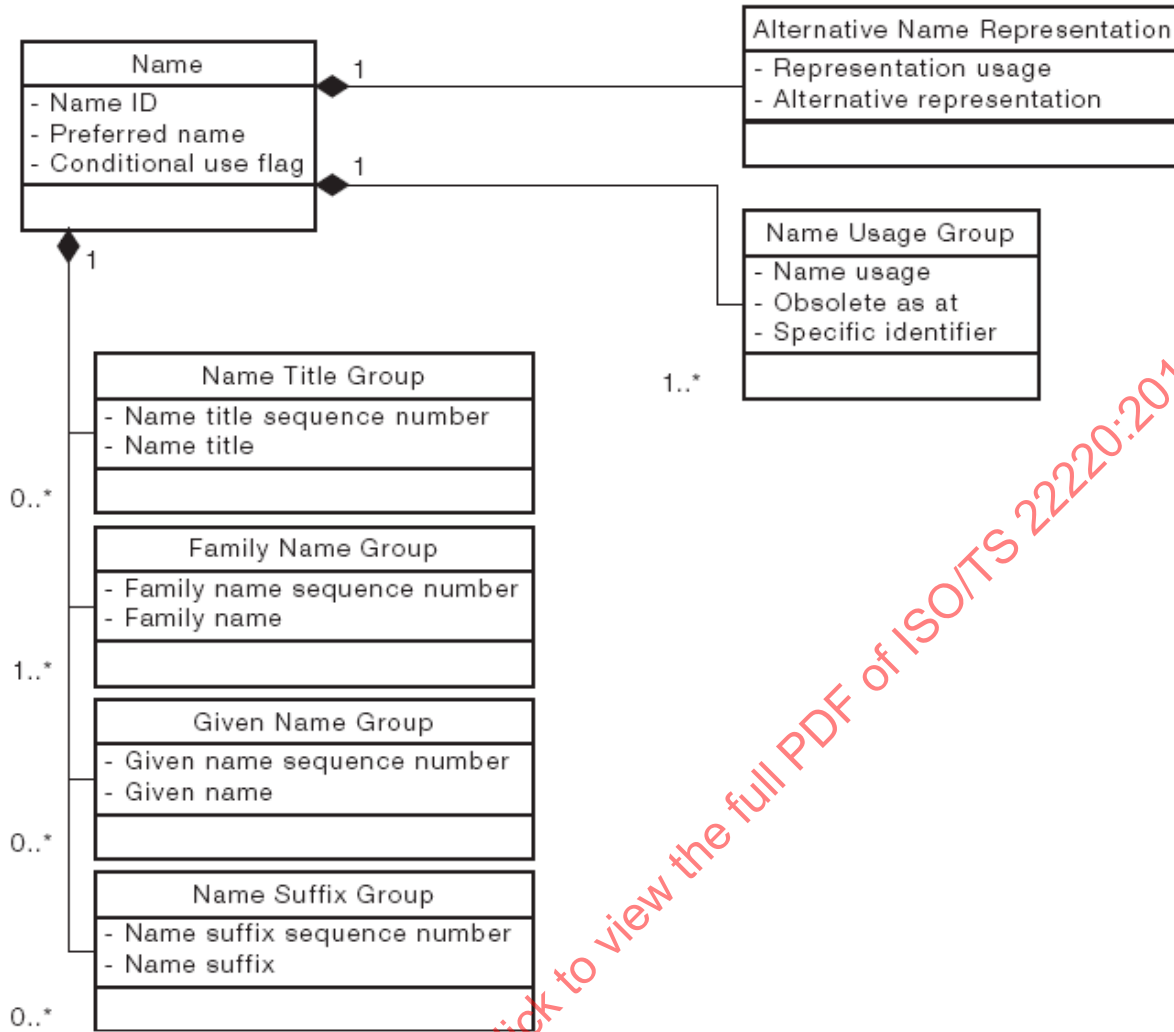 Name
- Name ID
- Preferred name
- Conditional use flag
1
1
1
Alternative Name Representation
- Representation usage
- Alternative representation
Name Usage Group
- Name usage
- Obsolete as at
- Specific identifier
1..*
Name Title Group
- Name title sequence number
- Name title
0..*
Family Name Group
- Family name sequence number
- Family name
1..*
Given Name Group
- Given name sequence number
- Given name
0..*
Name Suffix Group
- Name suffix sequence number
- Name suffix
0..*
to view the full PDF of ISO/TS 22220:201